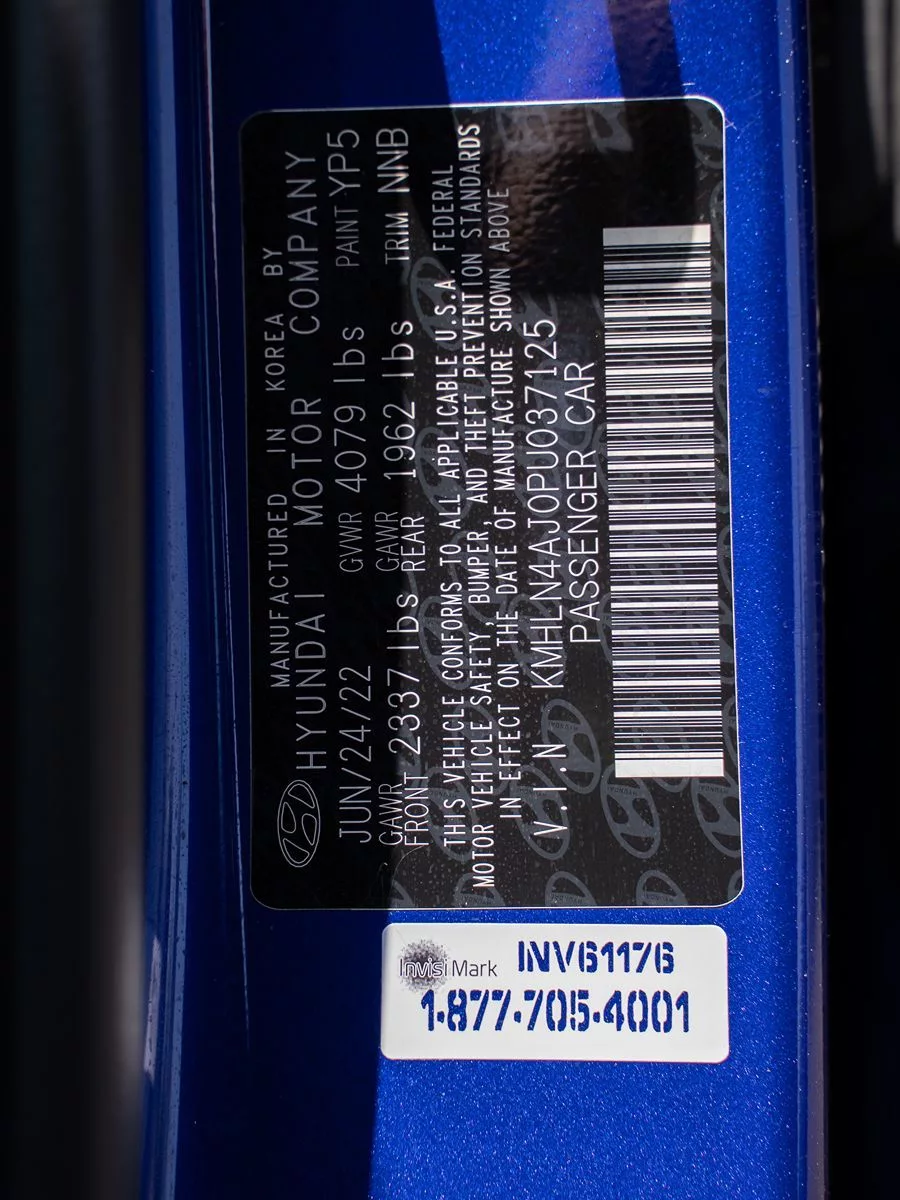 MANUFACTURED IN KOREA BY
HYUNDAI MOTOR COMPANY
JUN/24/22 GVWR 4079 lbs PAINT YP5
GAWR FRONT 2337 lbs GAWR REAR 1962 lbs TRIM NNB
THIS VEHICLE CONFORMS TO ALL APPLICABLE U.S.A. FEDERAL
MOTOR VEHICLE SAFETY, BUMPER, AND THEFT PREVENTION STANDARDS
IN EFFECT ON THE DATE OF MANUFACTURE SHOWN ABOVE
V.I.N KMHLN4AJ0PU037125
PASSENGER CAR
InvisiMark INV61176
1-877-705-4001